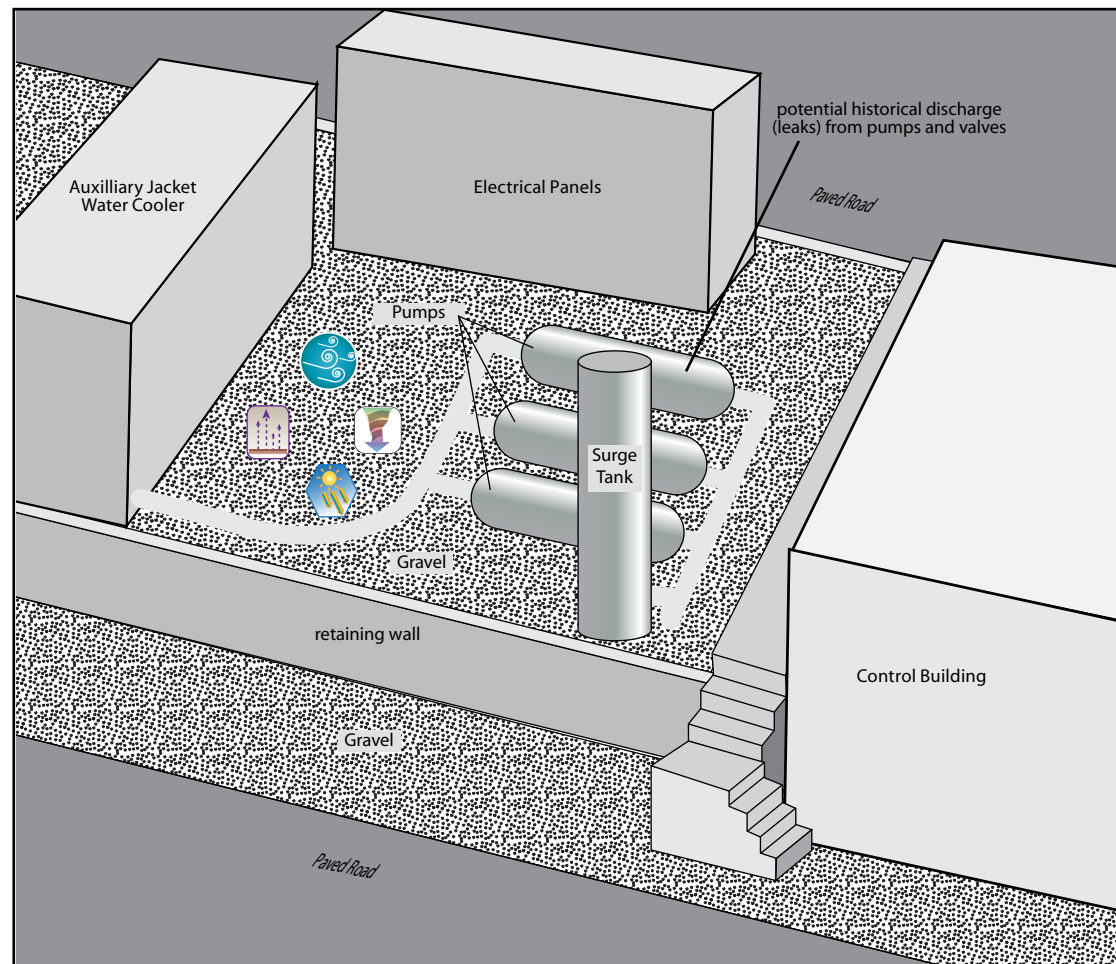 potential historical discharge
(leaks) from pumps and valves
Auxilliary Jacket
Water Cooler
Electrical Panels
Paved Road
Pumps
Surge
Tank
Gravel
retaining wall
Control Building
Gravel
Paved Road